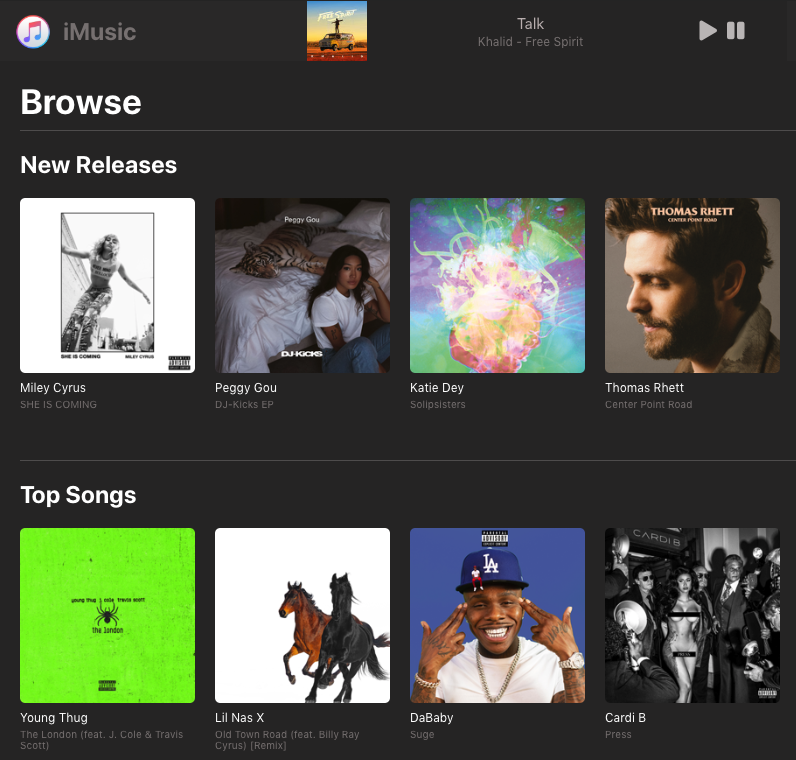 iMusic
Talk
Khalid - Free Spirit
Browse
New Releases
Peggy Gou
DJ-KiCKS
SHE IS COMING
MILEY CYRUS
THOMAS RHETT
CENTER POINT ROAD
Miley Cyrus
SHE IS COMING
Peggy Gou
DJ-Kicks EP
Katie Dey
Solipsisters
Thomas Rhett
Center Point Road
Top Songs
young thug j. cole travis scott
the london
CARDI B
PRESS
Young Thug
The London (feat. J. Cole & Travis
Scott)
Lil Nas X
Old Town Road (feat. Billy Ray
Cyrus) [Remix]
DaBaby
Suge
Cardi B
Press